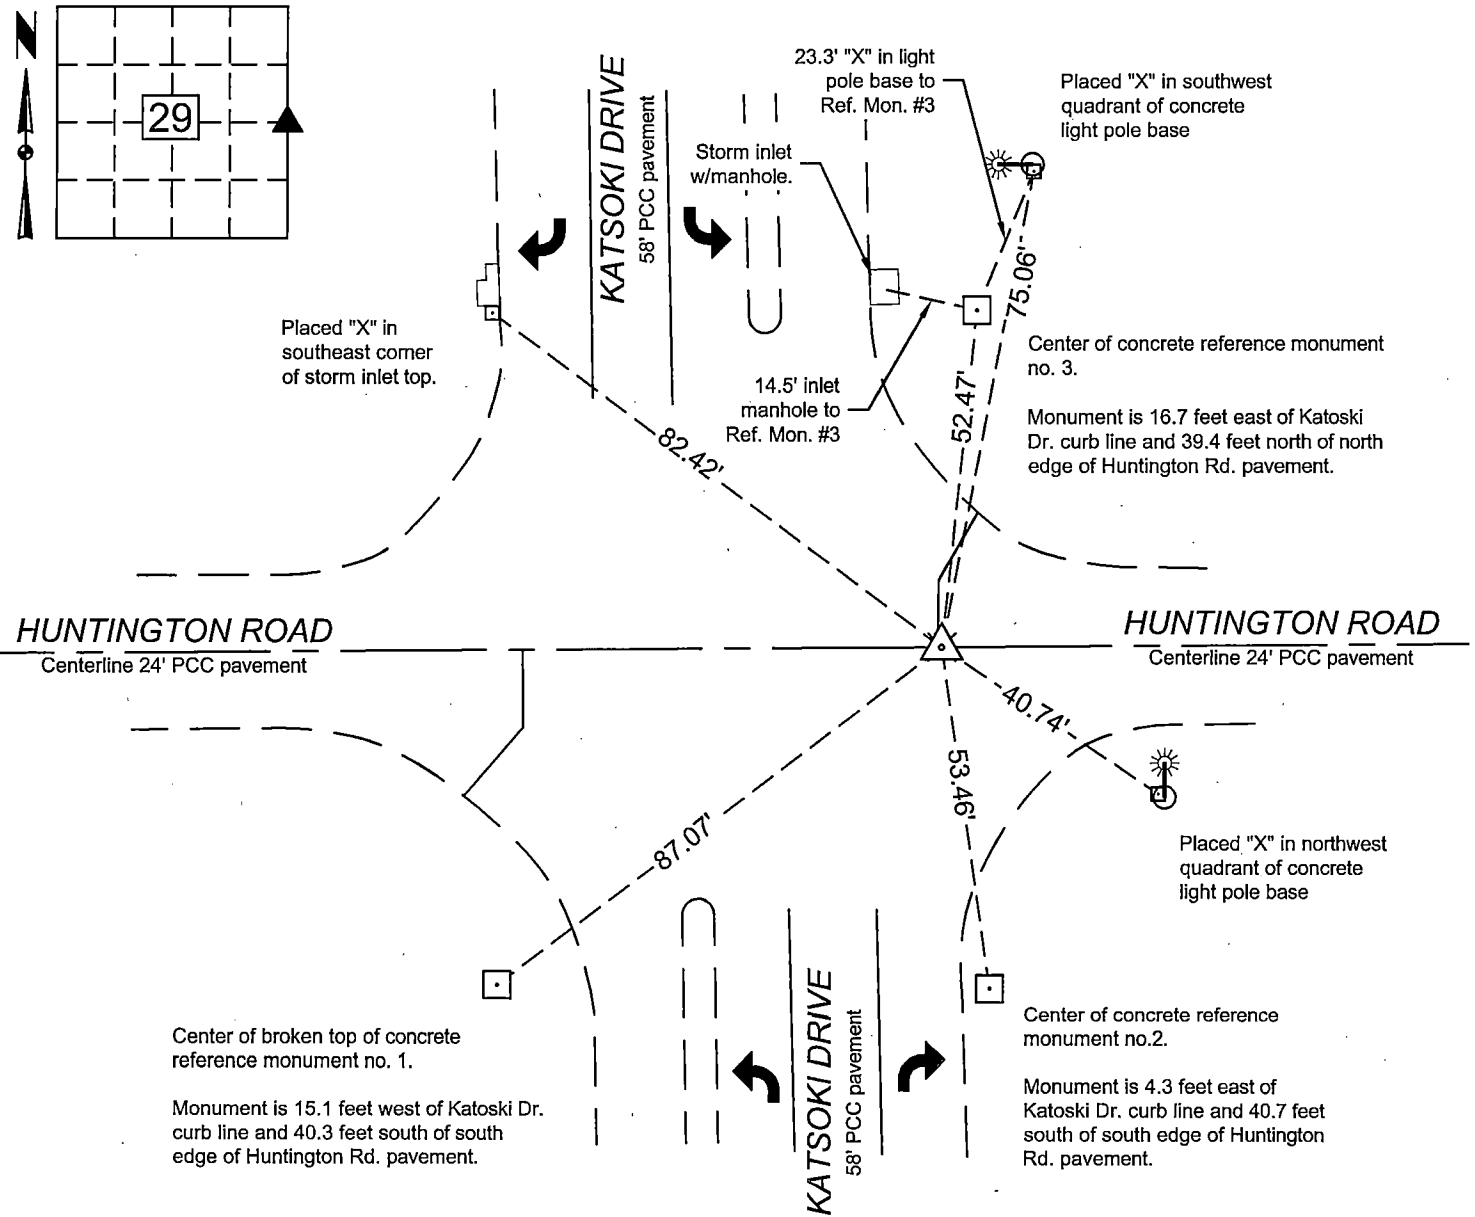 N
29
KATSOKI DRIVE
58' PCC pavement
23.3' "X" in light
pole base to
Ref. Mon. #3
Placed "X" in southwest
quadrant of concrete
light pole base
Storm inlet
w/manhole.
75.06'
Placed "X" in
southeast corner
of storm inlet top.
14.5' inlet
manhole to
Ref. Mon. #3
52.47'
Center of concrete reference monument
no. 3.
Monument is 16.7 feet east of Katoski
Dr. curb line and 39.4 feet north of north
edge of Huntington Rd. pavement.
82.42'
HUNTINGTON ROAD
Centerline 24' PCC pavement
HUNTINGTON ROAD
Centerline 24' PCC pavement
40.74'
53.46'
87.07'
Placed "X" in northwest
quadrant of concrete
light pole base
Center of broken top of concrete
reference monument no. 1.
Monument is 15.1 feet west of Katoski Dr.
curb line and 40.3 feet south of south
edge of Huntington Rd. pavement.
KATSOKI DRIVE
58' PCC pavement
Center of concrete reference
monument no.2.
Monument is 4.3 feet east of
Katoski Dr. curb line and 40.7 feet
south of south edge of Huntington
Rd. pavement.